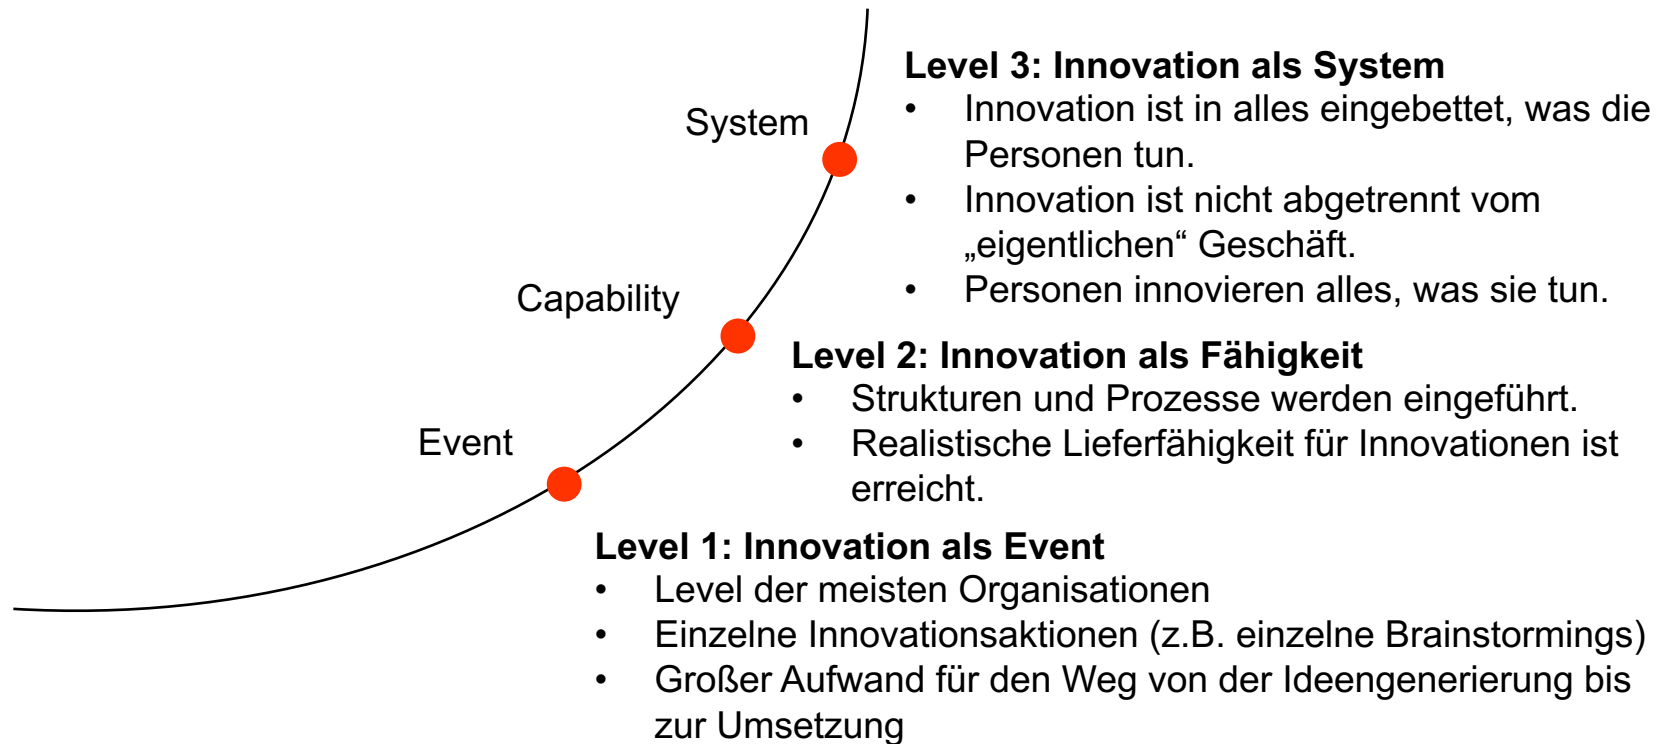 System
Level 3: Innovation als System
• Innovation ist in alles eingebettet, was die
Personen tun.
• Innovation ist nicht abgetrennt vom
„eigentlichen“ Geschäft.
• Personen innovieren alles, was sie tun.
Capability
Level 2: Innovation als Fähigkeit
• Strukturen und Prozesse werden eingeführt.
• Realistische Lieferfähigkeit für Innovationen ist
erreicht.
Event
Level 1: Innovation als Event
• Level der meisten Organisationen
• Einzelne Innovationsaktionen (z.B. einzelne Brainstormings)
• Großer Aufwand für den Weg von der Ideengenerierung bis
zur Umsetzung